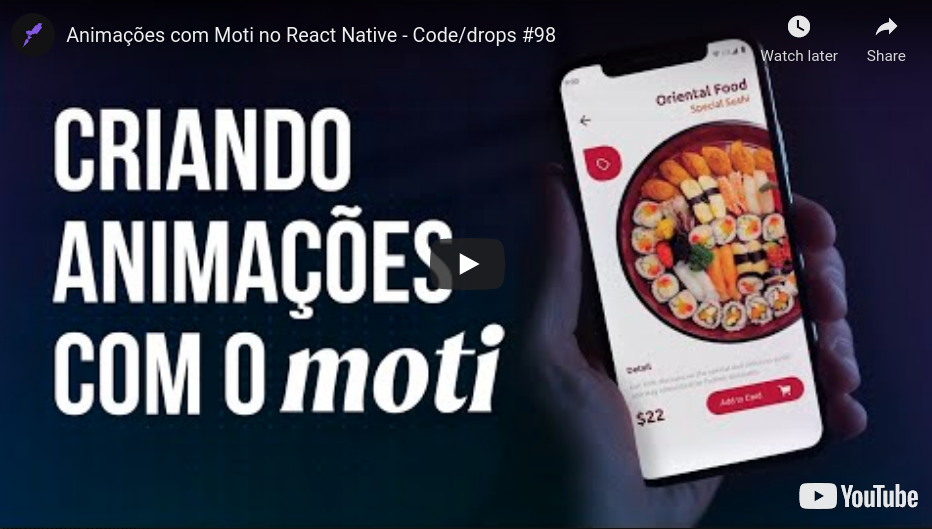 Animações com Moti no React Native - Code/drops #98
Watch later
Share
CRIANDO
ANIMAÇÕES
COM O moti
Oriental Food
Special Sushi
Detail
$22
Add to Card
YouTube